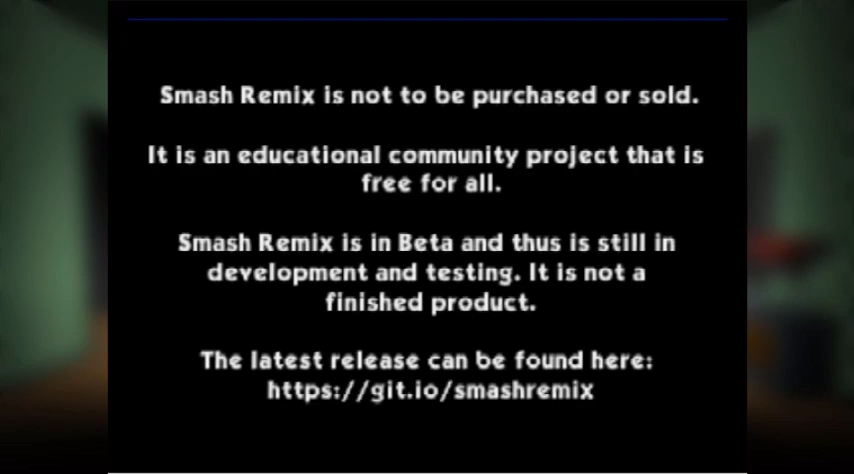 Smash Remix is not to be purchased or sold.
It is an educational community project that is
free for all.
Smash Remix is in Beta and thus is still in
development and testing. It is not a
finished product.
The latest release can be found here:
https://git.io/smashremix